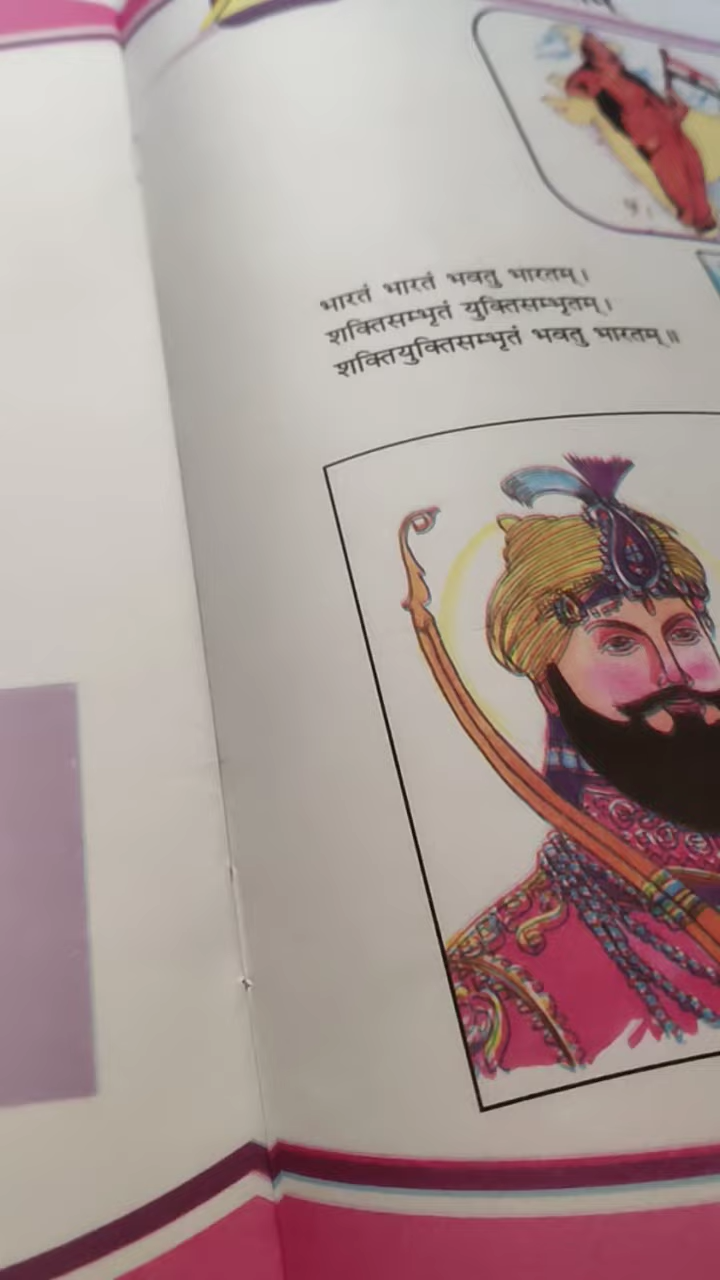 भारतं भारतं भवतु भारतम्।
शक्तिसम्भृतं युक्तिसम्भृतम्।
शक्तियुक्तिसम्भृतं भवतु भारतम्॥